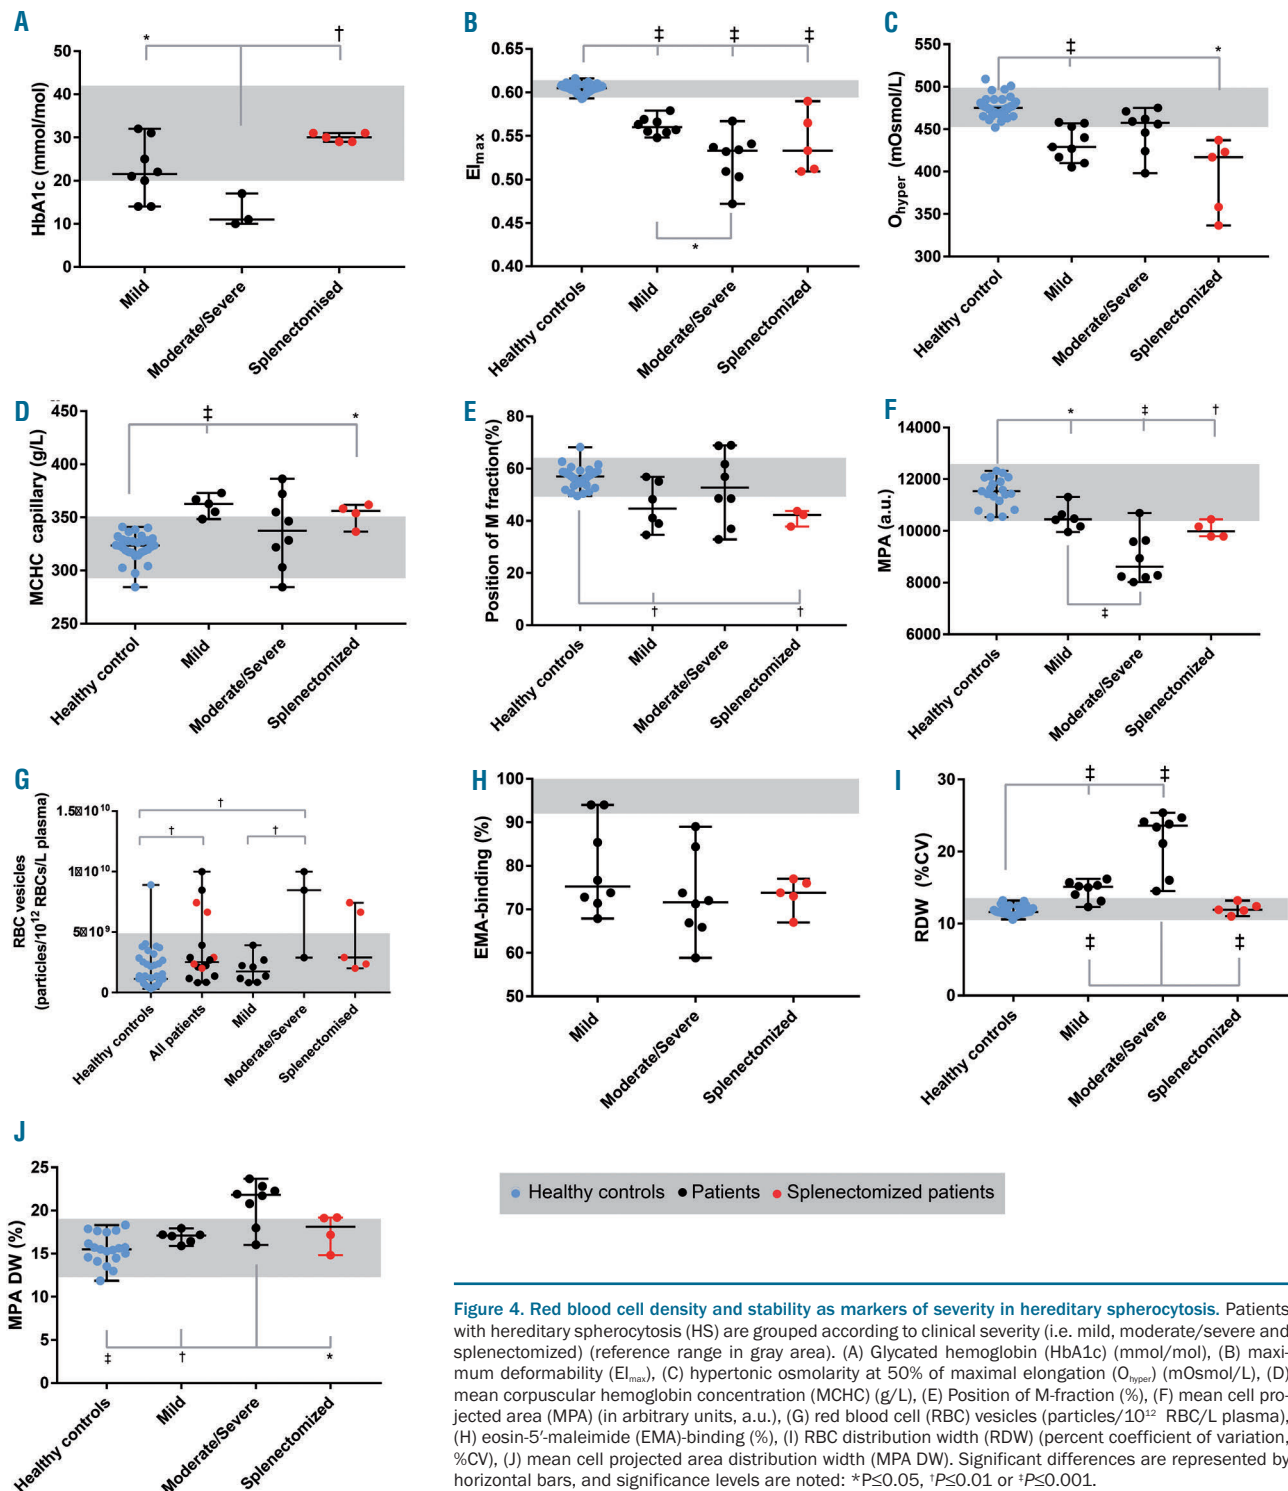 A
*
†
50
40
30
20
10
0
HbA1c (mmol/mol)
Mild
Moderate/Severe
Splenectomised
B
‡ ‡ ‡
0.65
0.60
0.55
0.50
0.45
0.40
EImax
*
Healthy controls
Mild
Moderate/Severe
Splenectomized
C
‡
*
550
500
450
400
350
300
Ohyper (mOsmol/L)
Healthy control
Mild
Moderate/Severe
Splenectomized
D
‡
*
450
400
350
300
250
MCHC capillary (g/L)
Healthy control
Mild
Moderate/Severe
Splenectomized
E
80
60
40
20
0
Position of M fraction(%)
† †
Healthy controls
Mild
Moderate/Severe
Splenectomized
F
* ‡ †
14000
12000
10000
8000
6000
MPA (a.u.)
‡
Healthy controls
Mild
Moderate/Severe
Splenectomized
G
†
† †
1.5 10¹⁰
1 10¹⁰
5 10⁹
0
RBC vesicles
(particles/10¹² RBCs/L plasma)
Healthy controls
All patients
Mild
Moderate/Severe
Splenectomised
H
100
90
80
70
60
50
EMA-binding (%)
Mild
Moderate/Severe
Splenectomized
I
‡ ‡
30
20
10
0
RDW (%CV)
‡ ‡
Healthy controls
Mild
Moderate/Severe
Splenectomized
J
25
20
15
10
5
0
MPA DW (%)
‡ † *
Healthy controls
Mild
Moderate/Severe
Splenectomized
Healthy controls Patients Splenectomized patients
Figure 4. Red blood cell density and stability as markers of severity in hereditary spherocytosis. Patients
with hereditary spherocytosis (HS) are grouped according to clinical severity (i.e. mild, moderate/severe and
splenectomized) (reference range in gray area). (A) Glycated hemoglobin (HbA1c) (mmol/mol), (B) maxi-
mum deformability (EImax), (C) hypertonic osmolarity at 50% of maximal elongation (Ohyper) (mOsmol/L), (D)
mean corpuscular hemoglobin concentration (MCHC) (g/L), (E) Position of M-fraction (%), (F) mean cell pro-
jected area (MPA) (in arbitrary units, a.u.), (G) red blood cell (RBC) vesicles (particles/10¹² RBC/L plasma),
(H) eosin-5′-maleimide (EMA)-binding (%), (I) RBC distribution width (RDW) (percent coefficient of variation,
%CV), (J) mean cell projected area distribution width (MPA DW). Significant differences are represented by
horizontal bars, and significance levels are noted: *P≤0.05, †P≤0.01 or ‡P≤0.001.